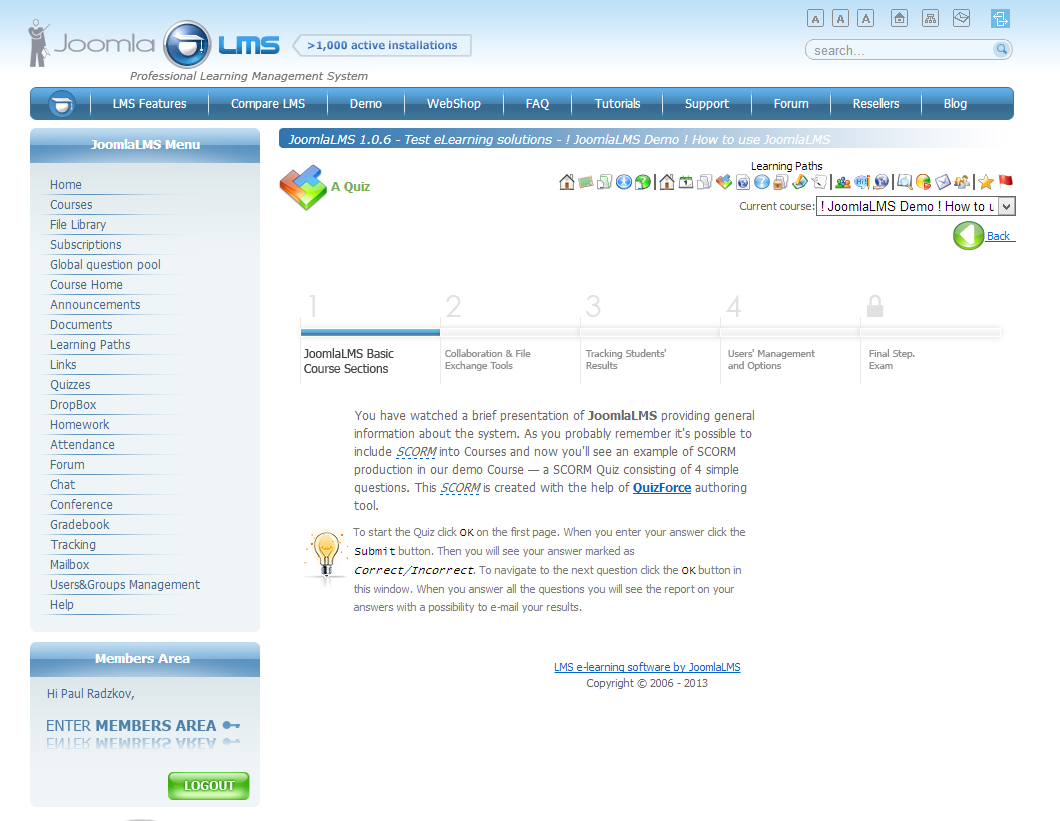 A A A
Joomla LMS >1,000 active installations
search...
Professional Learning Management System
LMS Features Compare LMS Demo WebShop FAQ Tutorials Support Forum Resellers Blog
JoomlaLMS Menu
Home
Courses
File Library
Subscriptions
Global question pool
Course Home
Announcements
Documents
Learning Paths
Links
Quizzes
DropBox
Homework
Attendance
Forum
Chat
Conference
Gradebook
Tracking
Mailbox
Users&Groups Management
Help
Members Area
Hi Paul Radzkov,
ENTER MEMBERS AREA
LOGOUT
JoomlaLMS 1.0.6 - Test eLearning solutions - ! JoomlaLMS Demo ! How to use JoomlaLMS
A Quiz
Learning Paths
Current course: ! JoomlaLMS Demo ! How to u
Back
1 2 3 4
JoomlaLMS Basic
Course Sections
Collaboration & File
Exchange Tools
Tracking Students'
Results
Users' Management
and Options
Final Step.
Exam
You have watched a brief presentation of JoomlaLMS providing general
information about the system. As you probably remember it's possible to
include SCORM into Courses and now you'll see an example of SCORM
production in our demo Course — a SCORM Quiz consisting of 4 simple
questions. This SCORM is created with the help of QuizForce authoring
tool.
To start the Quiz click OK on the first page. When you enter your answer click the
Submit button. Then you will see your answer marked as
Correct/Incorrect. To navigate to the next question click the OK button in
this window. When you answer all the questions you will see the report on your
answers with a possibility to e-mail your results.
LMS e-learning software by JoomlaLMS
Copyright © 2006 - 2013